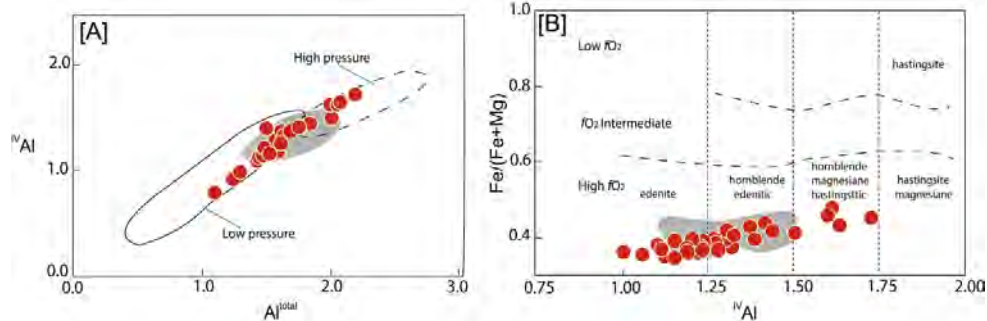 [A]
2.0
High pressure
IVAl
1.0
Low pressure
0.0
0.0
1.0
2.0
3.0
Altotal
[B]
1.0
Low fO2
hastingsite
0.8
Fe/(Fe+Mg)
fO2 Intermediate
0.6
High fO2
edenite
hornblende
edenitic
hornblende
magnesiane
hastingsttic
hastingsite
magnesiane
0.4
0.75
1.00
1.25
1.50
1.75
2.00
IVAl